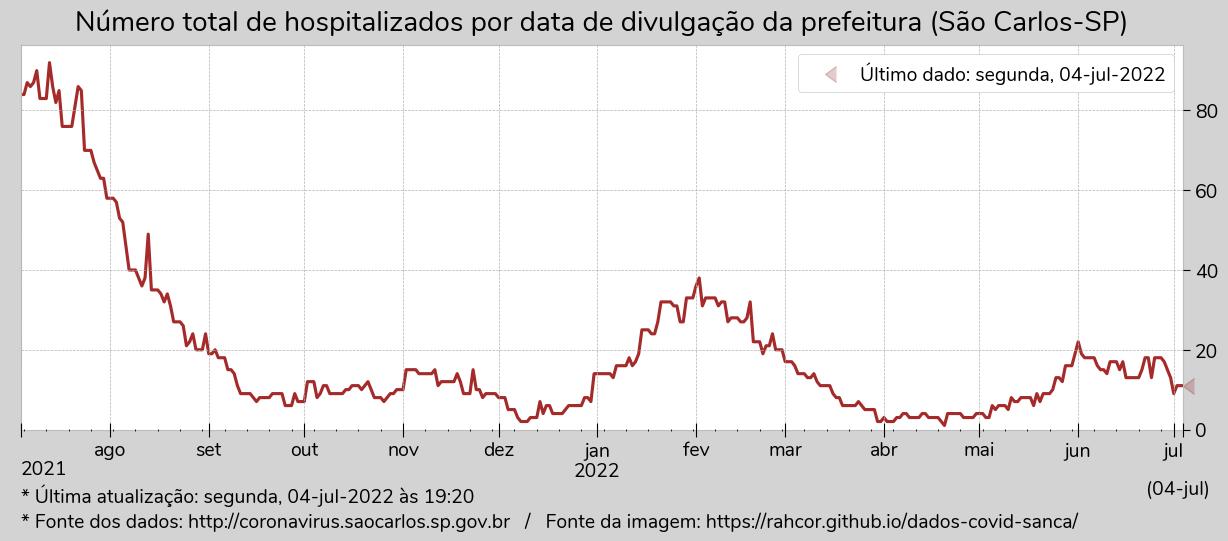 Número total de hospitalizados por data de divulgação da prefeitura (São Carlos-SP)
Último dado: segunda, 04-jul-2022
80
60
40
20
0
ago set out nov dez jan fev mar abr mai jun jul
2021 2022
(04-jul)
* Última atualização: segunda, 04-jul-2022 às 19:20
* Fonte dos dados: http://coronavirus.saocarlos.sp.gov.br / Fonte da imagem: https://rahcor.github.io/dados-covid-sanca/